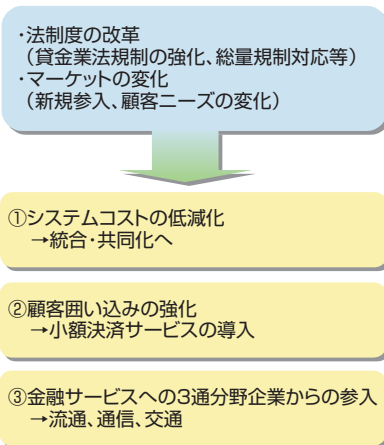 ・法制度の改革
（貸金業法規制の強化、総量規制対応等）
・マーケットの変化
（新規参入、顧客ニーズの変化）
①システムコストの低減化
→統合・共同化へ
②顧客囲い込みの強化
→小額決済サービスの導入
③金融サービスへの3通分野企業からの参入
→流通、通信、交通